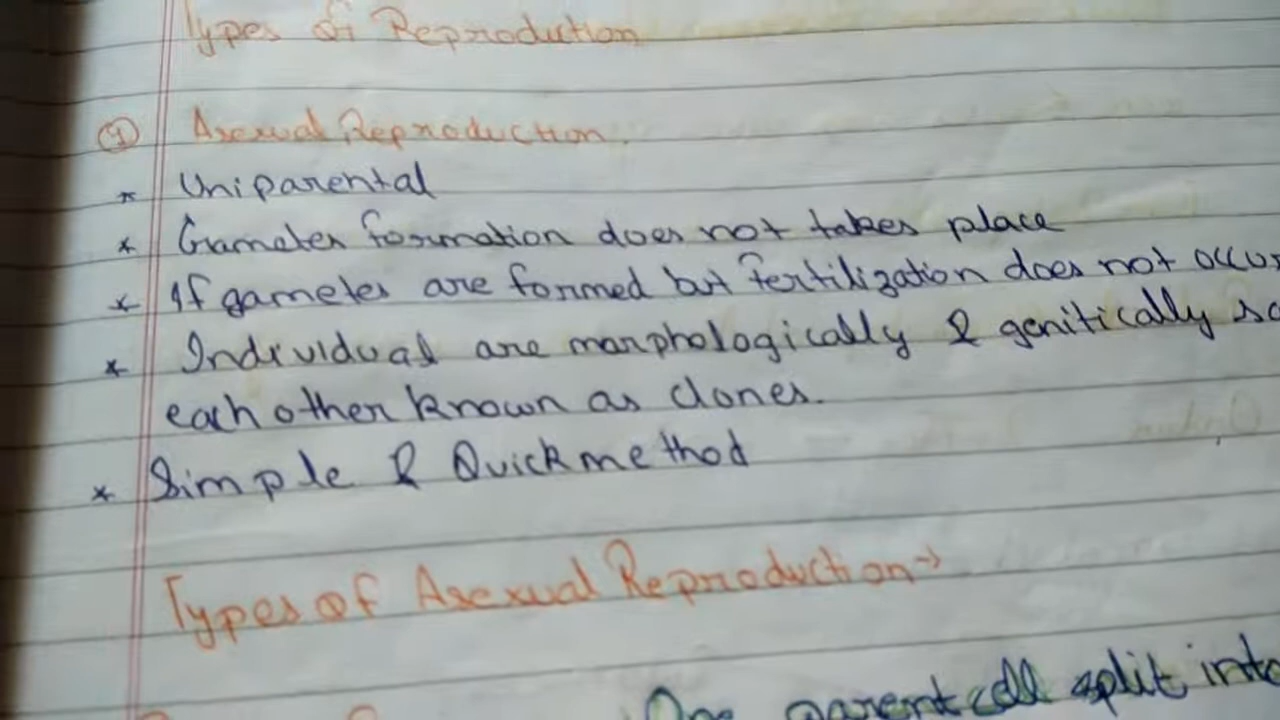 Types of Reproduction
① Asexual Reproduction.
* Uniparental
* Gametes formation does not takes place
* If gametes are formed but fertilization does not occur
* Individual are morphologically & genitically
each other known as clones.
* Simple & Quick method
Types of Asexual Reproduction→
One parent cell split into